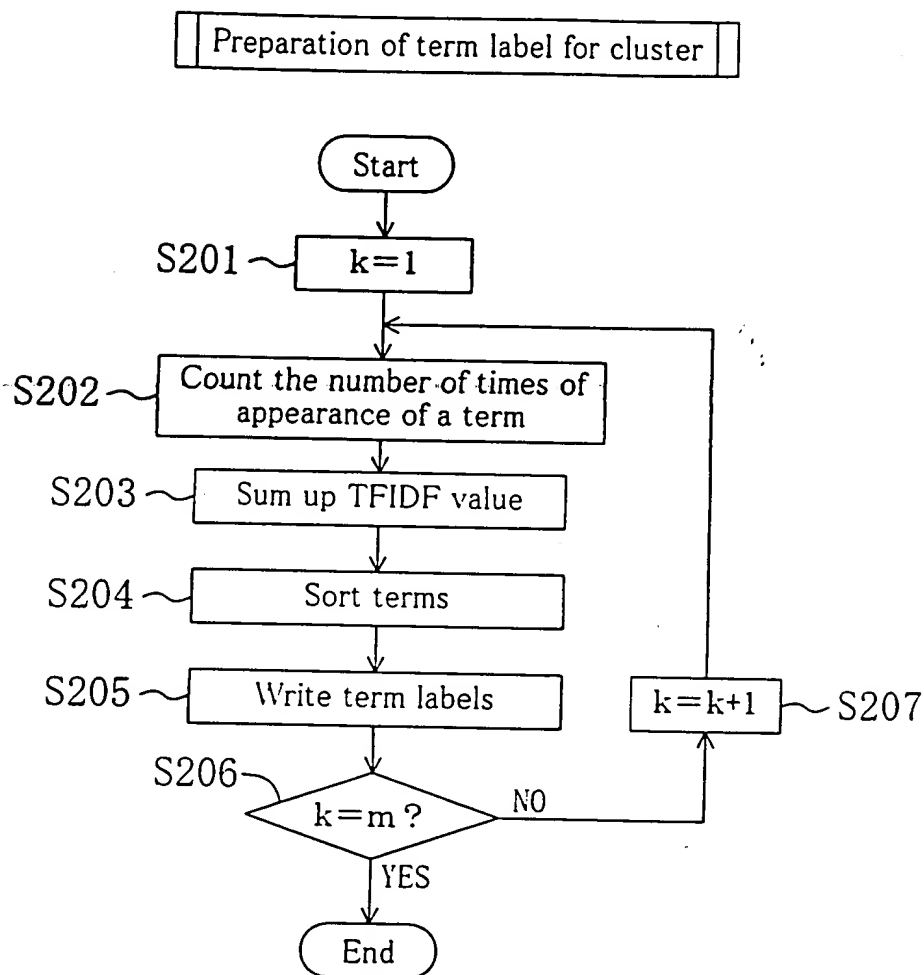 Preparation of term label for cluster
Start
S201
k=1
S202
Count the number of times of
appearance of a term
S203
Sum up TFIDF value
S204
Sort terms
S205
Write term labels
k=k+1
S207
S206
k=m?
NO
YES
End